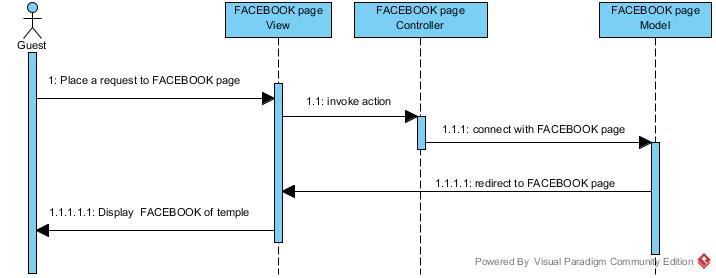 FACEBOOK page
View
FACEBOOK page
Controller
FACEBOOK page
Model
Guest
1: Place a request to FACEBOOK page
1.1: invoke action
1.1.1: connect with FACEBOOK page
1.1.1.1: redirect to FACEBOOK page
1.1.1.1.1: Display  FACEBOOK of temple
Powered By  Visual Paradigm Community Edition